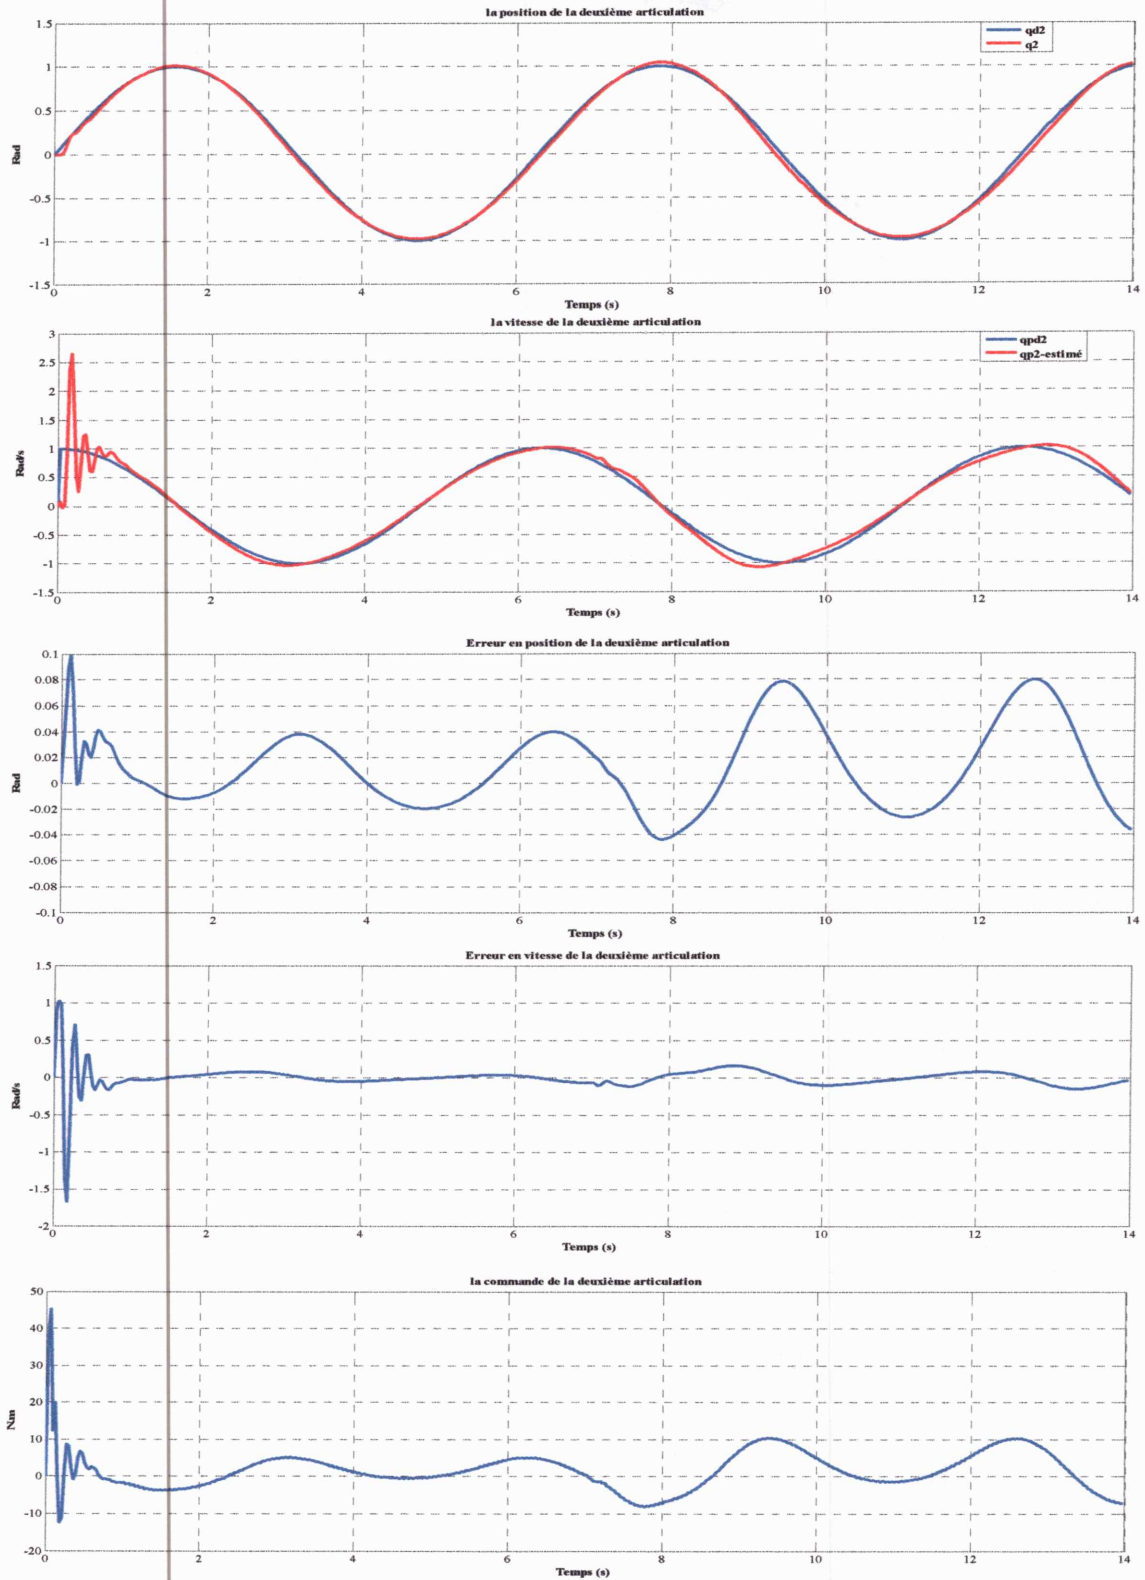 la position de la deuxième articulation
1.5
1
0.5
0
-0.5
-1
-1.5
Rad
qd2
q2
0 2 4 6 8 10 12 14
Temps (s)
la vitesse de la deuxième articulation
3
2.5
2
1.5
1
0.5
0
-0.5
-1
-1.5
Rad/s
qpd2
qp2-estimé
0 2 4 6 8 10 12 14
Temps (s)
Erreur en position de la deuxième articulation
0.1
0.08
0.06
0.04
0.02
0
-0.02
-0.04
-0.06
-0.08
-0.1
Rad
0 2 4 6 8 10 12 14
Temps (s)
Erreur en vitesse de la deuxième articulation
1.5
1
0.5
0
-0.5
-1
-1.5
-2
Rad/s
0 2 4 6 8 10 12 14
Temps (s)
la commande de la deuxième articulation
50
40
30
20
10
0
-10
-20
N.m
0 2 4 6 8 10 12 14
Temps (s)